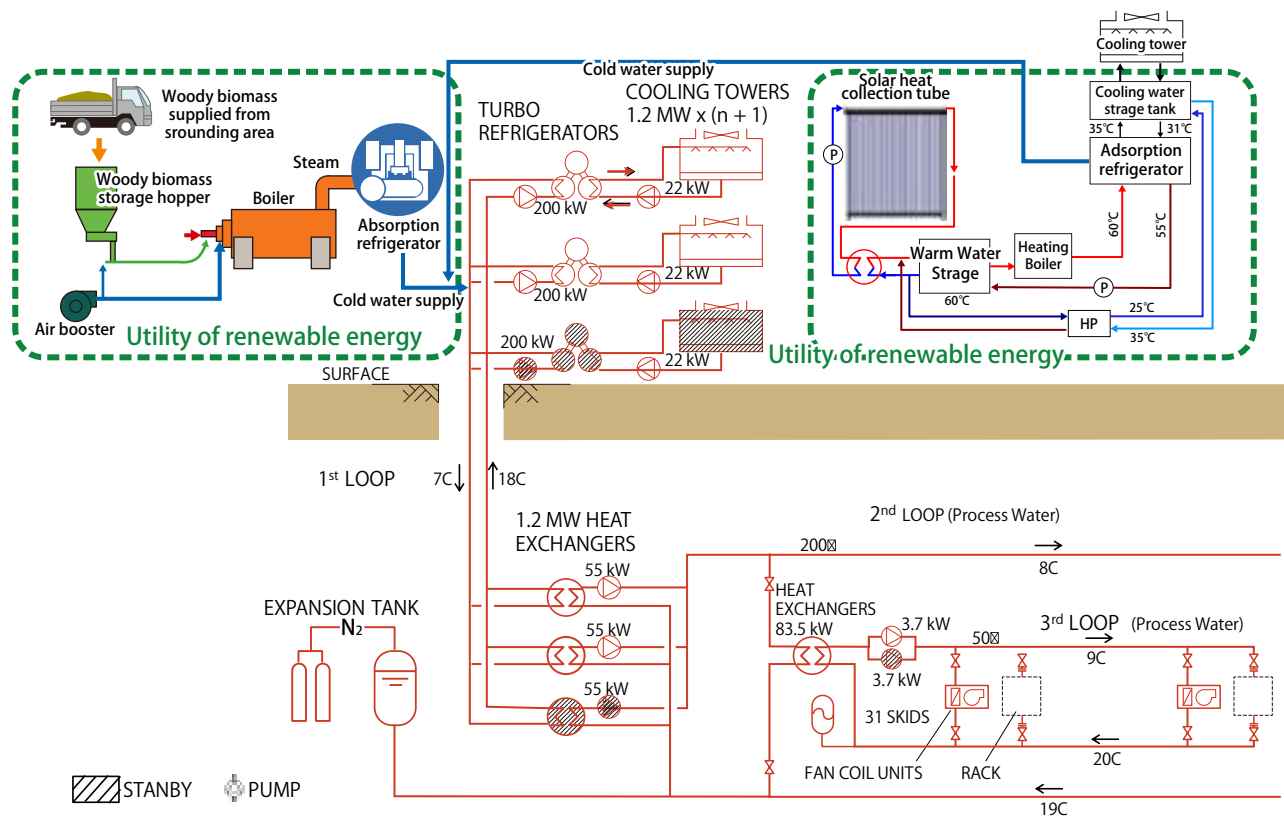 Woody biomass
supplied from
srounding area
Woody biomass
storage hopper
Steam
Boiler
Absorption
refrigerator
Air booster
Cold water supply
Utility of renewable energy
Cold water supply
TURBO
REFRIGERATORS
COOLING TOWERS
1.2 MW x (n + 1)
200 kW
22 kW
200 kW
22 kW
200 kW
22 kW
Cooling tower
Solar heat
collection tube
Cooling water
strage tank
35℃
31℃
Adsorption
refrigerator
P
60℃
55℃
Warm Water
Strage
Heating
Boiler
60℃
P
HP
25℃
35℃
Utility of renewable energy
SURFACE
1st LOOP
7C
18C
1.2 MW HEAT
EXCHANGERS
55 kW
55 kW
55 kW
2nd LOOP (Process Water)
200
8C
EXPANSION TANK
N2
HEAT
EXCHANGERS
83.5 kW
3.7 kW
3.7 kW
50
3rd LOOP (Process Water)
9C
31 SKIDS
FAN COIL UNITS
RACK
20C
19C
STANBY
PUMP